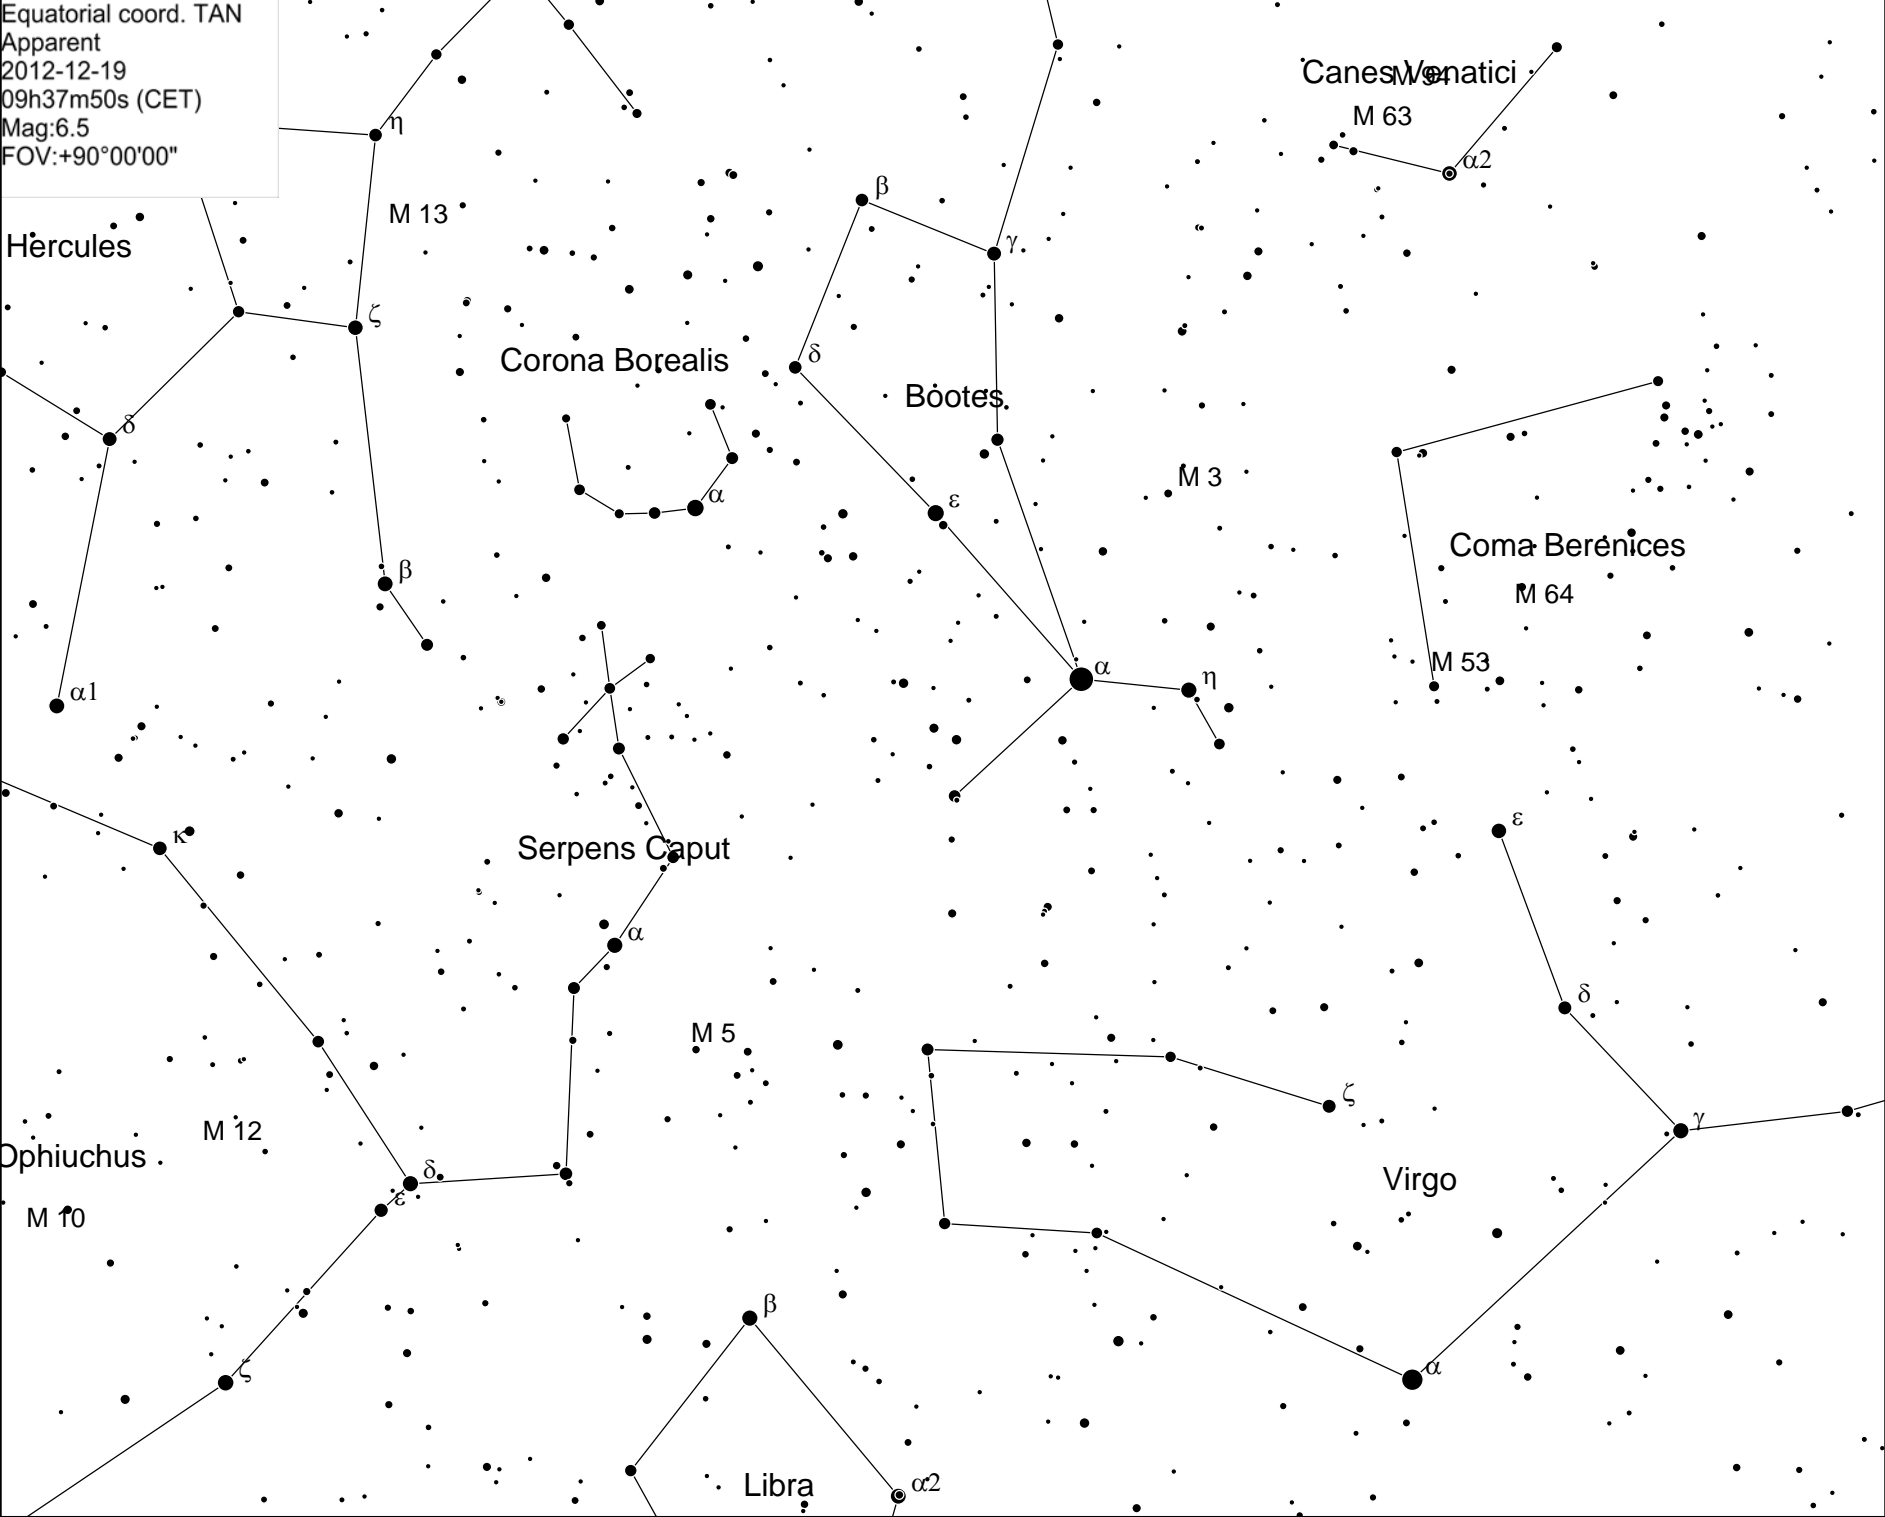 Equatorial coord. TAN
Apparent
2012-12-19
09h37m50s (CET)
Mag:6.5
FOV:+90°00'00"
Canes Venatici
M 94
M 63
α2
η
M 13
β
γ
Hercules
ζ
Corona Borealis
δ
Bootes
δ
α
ε
M 3
Coma Berenices
β
M 64
M 53
α1
α
η
κ
Serpens Caput
ε
α
δ
M 5
ζ
M 12
γ
Ophiuchus
δ
ε
Virgo
M 10
β
ζ
α
Libra
α2